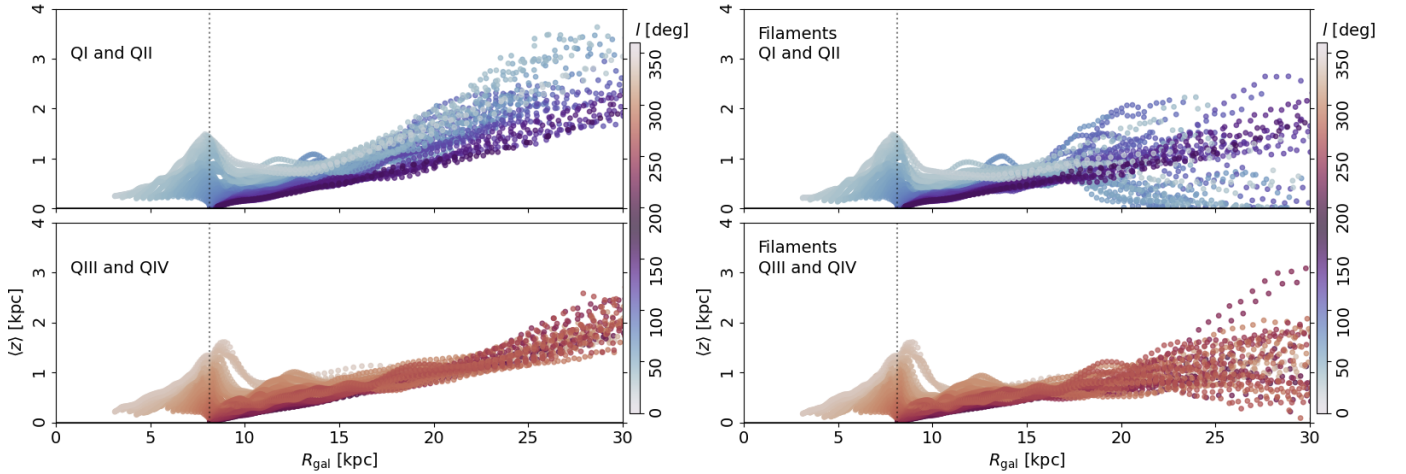 4
3
2
1
0
QI and QII
l [deg]
350
300
250
200
150
100
50
0
4
3
2
1
0
Filaments
QI and QII
l [deg]
350
300
250
200
150
100
50
0
⟨z⟩ [kpc]
4
3
2
1
0
QIII and QIV
0 5 10 15 20 25 30
R_gal [kpc]
⟨z⟩ [kpc]
4
3
2
1
0
Filaments
QIII and QIV
0 5 10 15 20 25 30
R_gal [kpc]